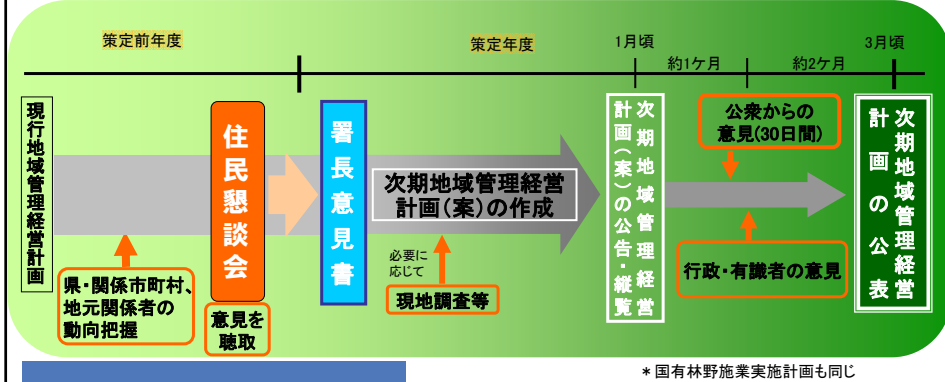 策定前年度
策定年度
1月頃
3月頃
約1ケ月
約2ケ月
現行地域管理経営計画
県・関係市町村、
地元関係者の
動向把握
住民懇談会
意見を
聴取
署長意見書
次期地域管理経営
計画(案)の作成
必要に
応じて
現地調査等
次期地域管理経営
計画(案)の公告・縦覧
公衆からの
意見(30日間)
行政・有識者の意見
次期地域管理経営
計画の公表
*国有林野施業実施計画も同じ